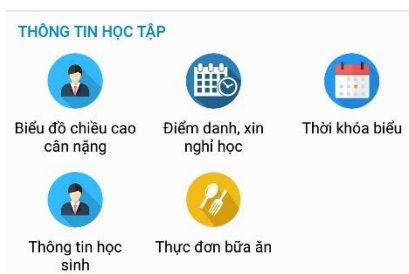 THÔNG TIN HỌC TẬP
Biểu đồ chiều cao
cân nặng
Điểm danh, xin
nghỉ học
Thời khóa biểu
Thông tin học
sinh
Thực đơn bữa ăn